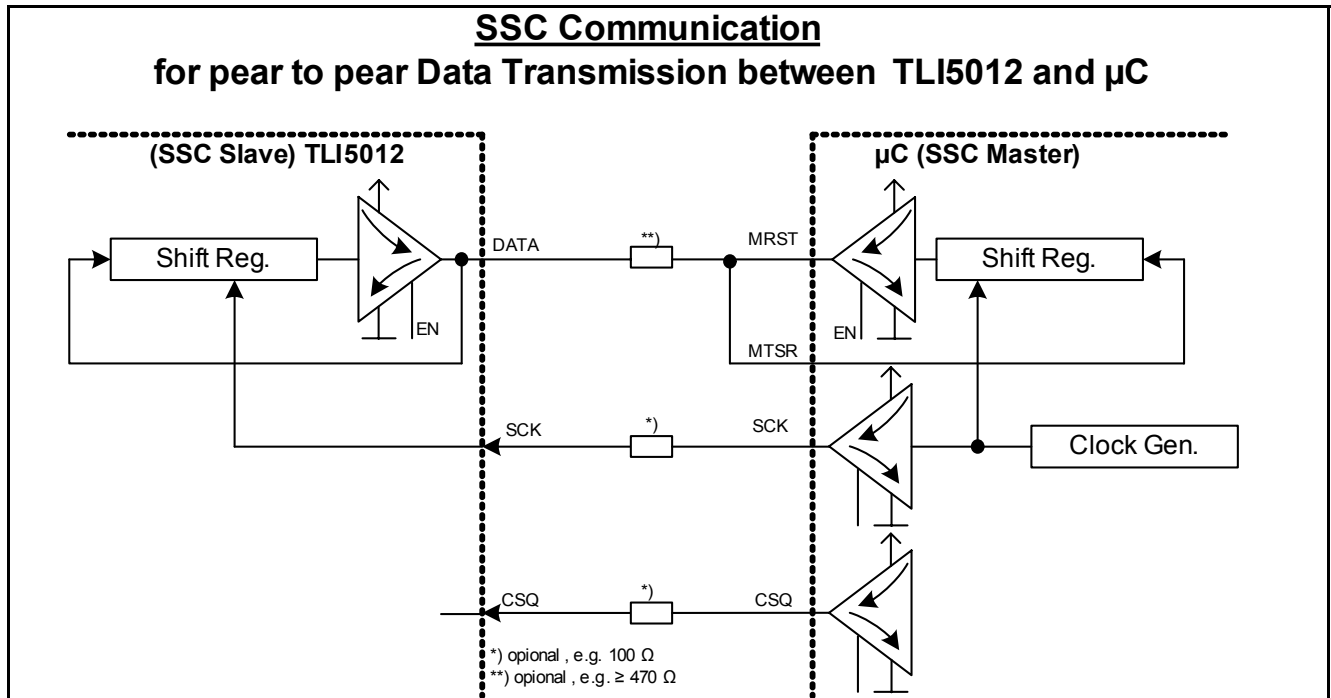 SSC Communication
for pear to pear Data Transmission between TLI5012 and µC
(SSC Slave) TLI5012
µC (SSC Master)
Shift Reg.
DATA
**)
MRST
Shift Reg.
EN
EN
MTSR
SCK
*)
SCK
Clock Gen.
CSQ
*)
CSQ
*) opional , e.g. 100 Ω
**) opional , e.g. ≥ 470 Ω